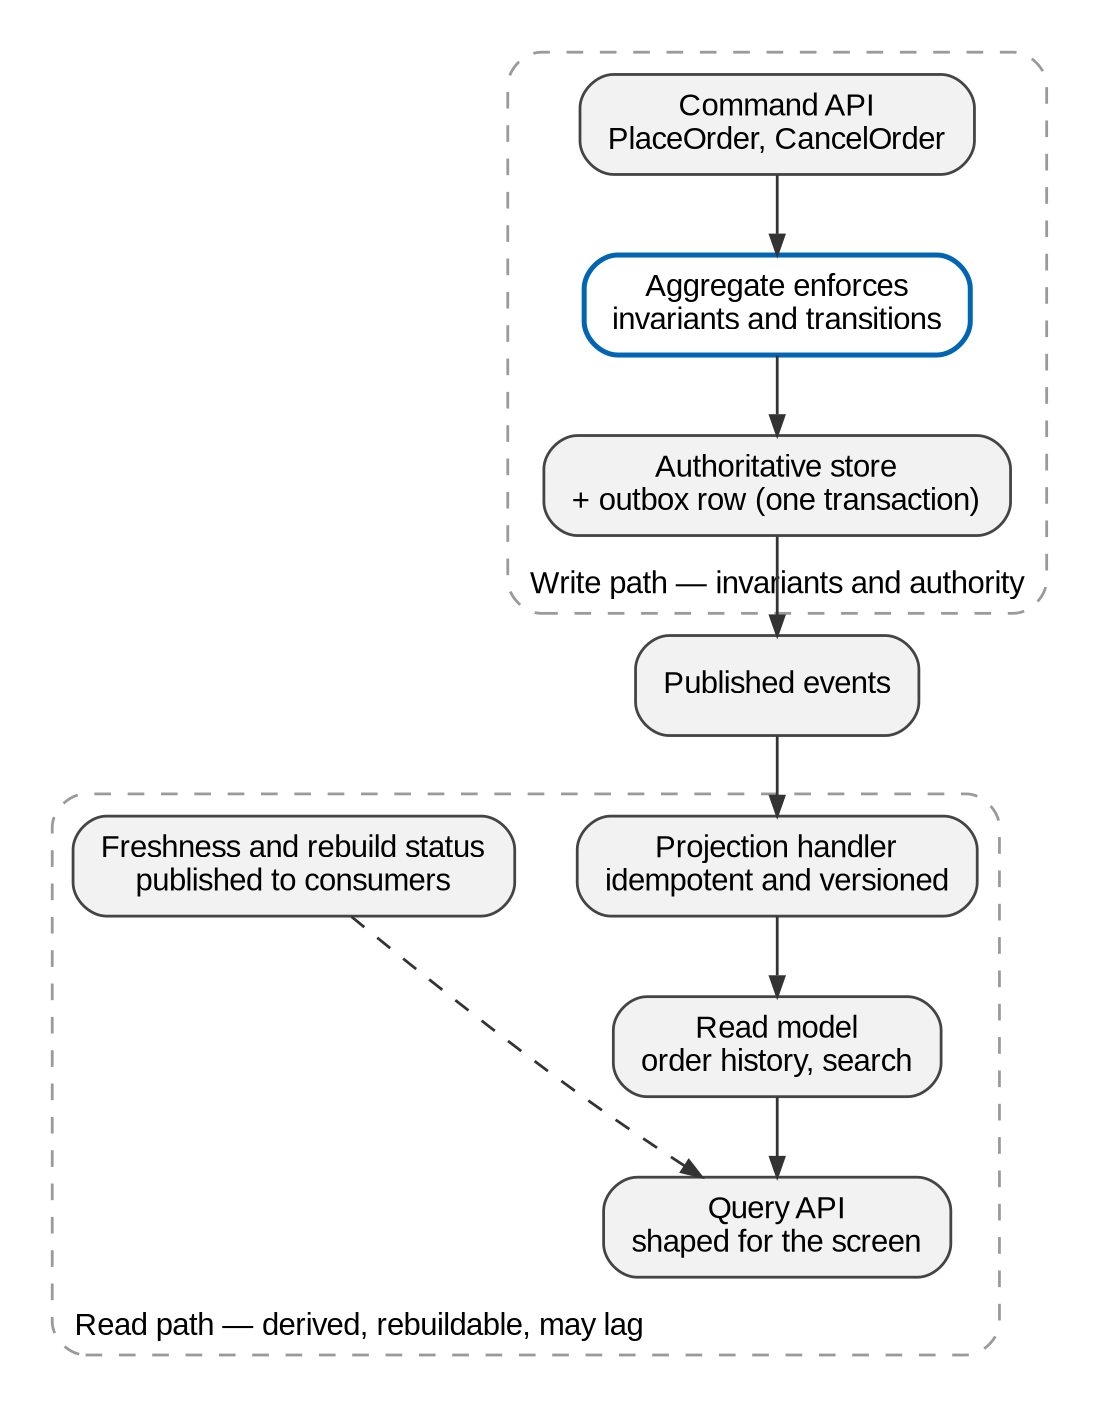 Command API
PlaceOrder, CancelOrder
Aggregate enforces
invariants and transitions
Authoritative store
+ outbox row (one transaction)
Write path — invariants and authority
Published events
Freshness and rebuild status
published to consumers
Projection handler
idempotent and versioned
Read model
order history, search
Query API
shaped for the screen
Read path — derived, rebuildable, may lag